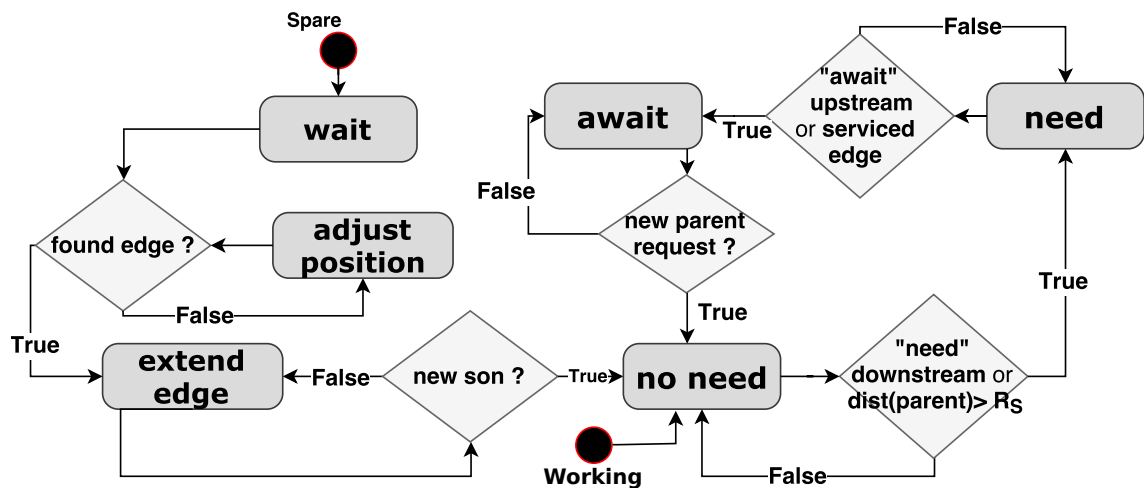 Spare
wait
found edge ?
adjust
position
False
True
extend
edge
False
new son ?
True
"await"
upstream
or serviced
edge
False
True
need
await
False
new parent
request ?
True
no need
Working
"need"
downstream or
dist(parent)> RS
True
False